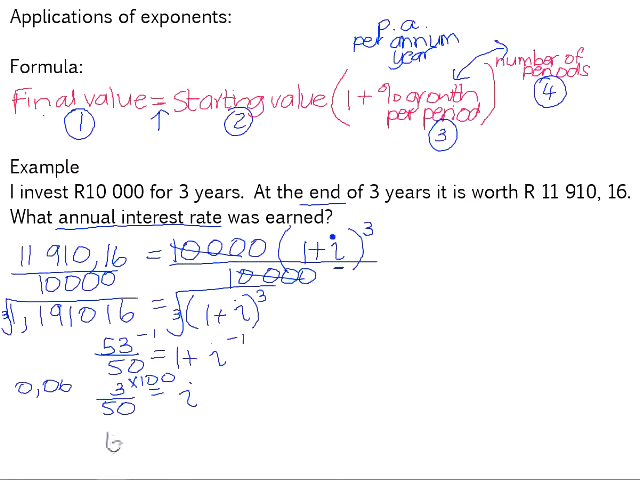 Applications of exponents:
p.a.
per annum
year
Formula:
number of
periods
Final value = Starting value (1 + % growth
per period)
① ↑ ② ③ ④
Example
I invest R10 000 for 3 years. At the end of 3 years it is worth R 11 910, 16.
What annual interest rate was earned?
11 910,16 = 10000 (1+i)³
10000 10000
³√1,191016 = ³√(1+i)³
53/50 -1 = 1+i -1
0,06 3/50 ×100 = i
6